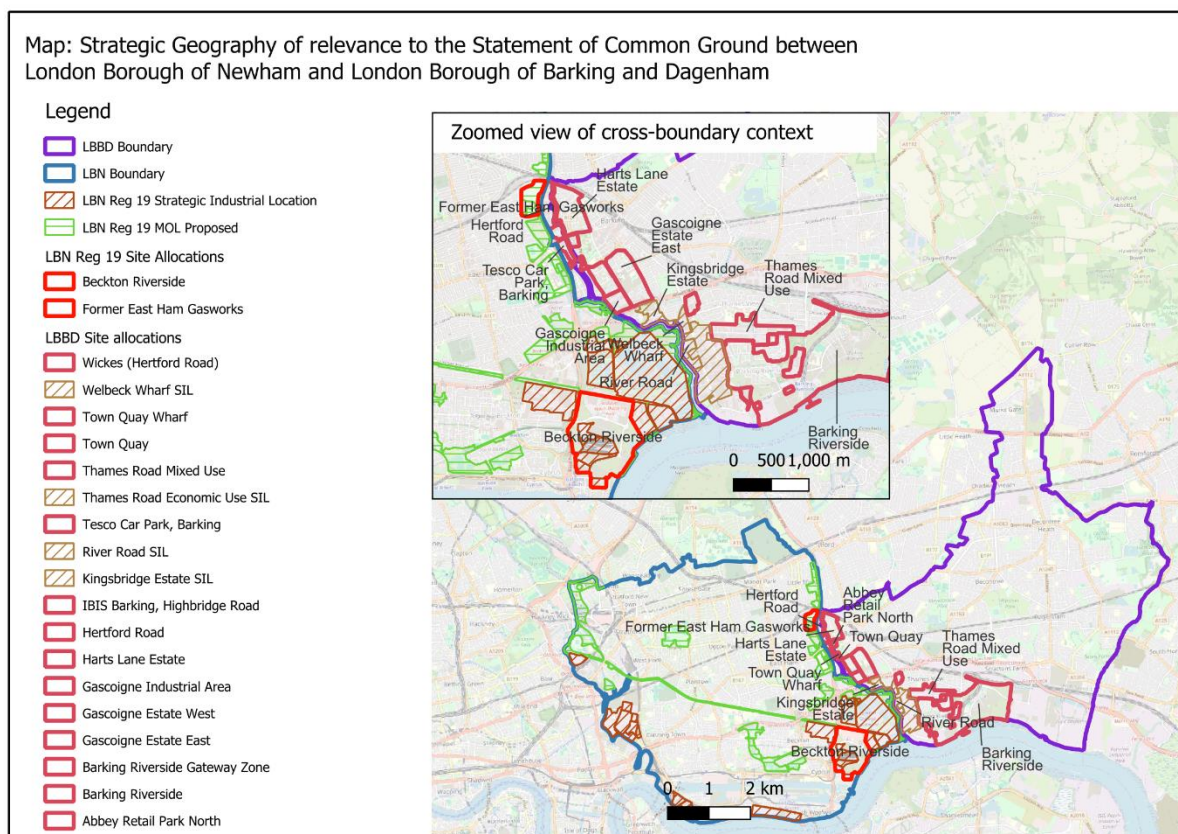 Map: Strategic Geography of relevance to the Statement of Common Ground between
London Borough of Newham and London Borough of Barking and Dagenham
Legend
LBBD Boundary
LBN Boundary
LBN Reg 19 Strategic Industrial Location
LBN Reg 19 MOL Proposed
LBN Reg 19 Site Allocations
Beckton Riverside
Former East Ham Gasworks
LBBD Site allocations
Wickes (Hertford Road)
Welbeck Wharf SIL
Town Quay Wharf
Town Quay
Thames Road Mixed Use
Thames Road Economic Use SIL
Tesco Car Park, Barking
River Road SIL
Kingsbridge Estate SIL
IBIS Barking, Highbridge Road
Hertford Road
Harts Lane Estate
Gascoigne Industrial Area
Gascoigne Estate West
Gascoigne Estate East
Barking Riverside Gateway Zone
Barking Riverside
Abbey Retail Park North
Zoomed view of cross-boundary context
Harts Lane
Estate
Former East Ham Gasworks
Hertford
Road
Gascoigne
Estate
East
Tesco Car
Park,
Barking
Kingsbridge
Estate
Thames
Road Mixed
Use
Gascoigne
Industrial
Area
Welbeck
Wharf
River Road
Beckton Riverside
Barking
Riverside
0 500 1,000 m
Hertford
Road
Abbey
Retail
Park North
Former East Ham Gasworks
Town Quay
Harts Lane
Estate
Thames
Road Mixed
Use
Town Quay
Wharf
Kingsbridge
Estate
River Road
Beckton Riverside
Barking
Riverside
0 1 2 km